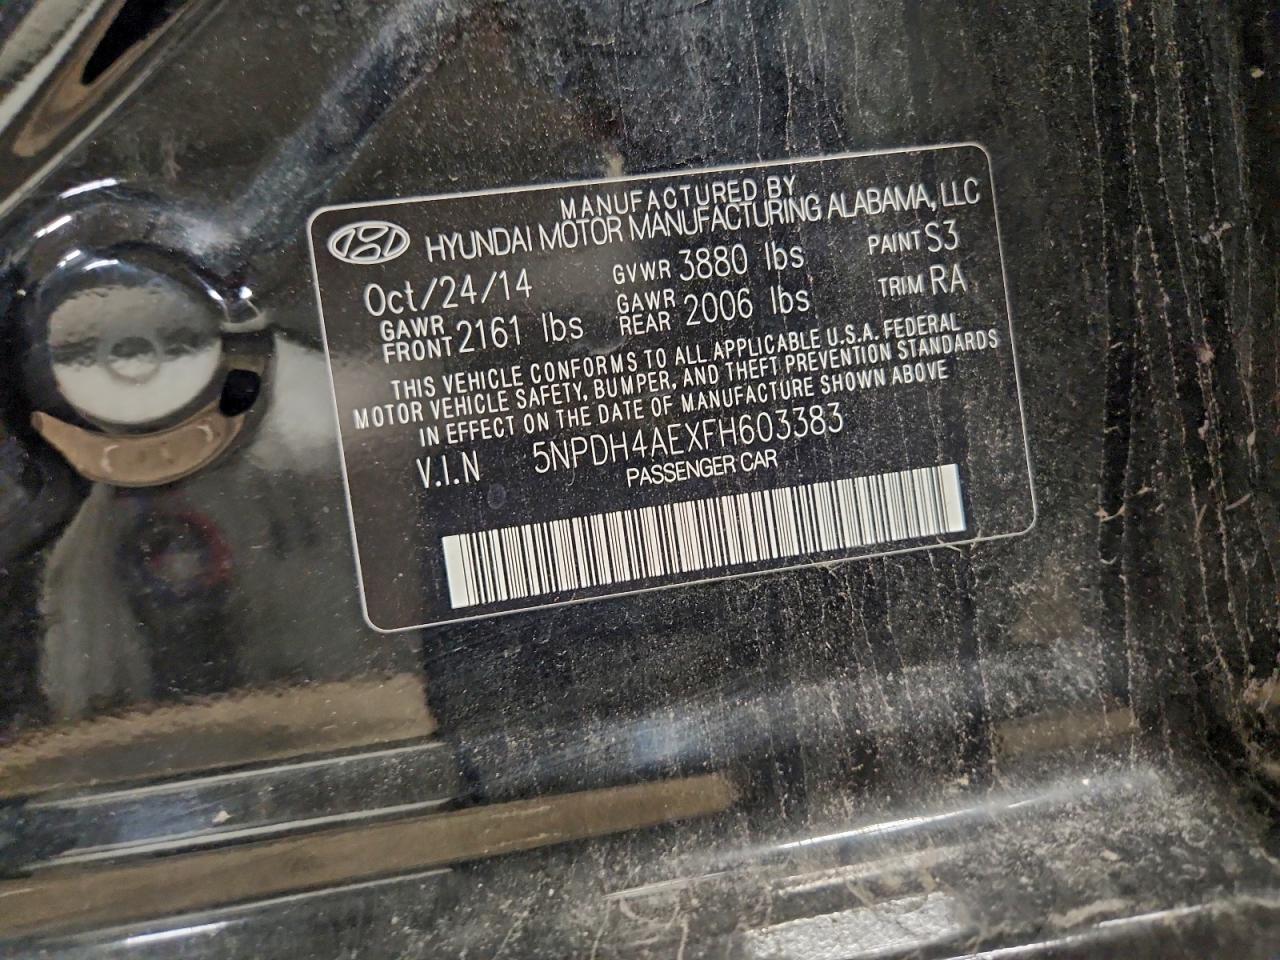 MANUFACTURED BY
HYUNDAI MOTOR MANUFACTURING ALABAMA, LLC
Oct/24/14 GVWR 3880 lbs PAINT S3
GAWR FRONT 2161 lbs GAWR REAR 2006 lbs TRIM RA
THIS VEHICLE CONFORMS TO ALL APPLICABLE U.S.A. FEDERAL
MOTOR VEHICLE SAFETY, BUMPER, AND THEFT PREVENTION STANDARDS
IN EFFECT ON THE DATE OF MANUFACTURE SHOWN ABOVE
V.I.N 5NPDH4AEXFH603383
PASSENGER CAR